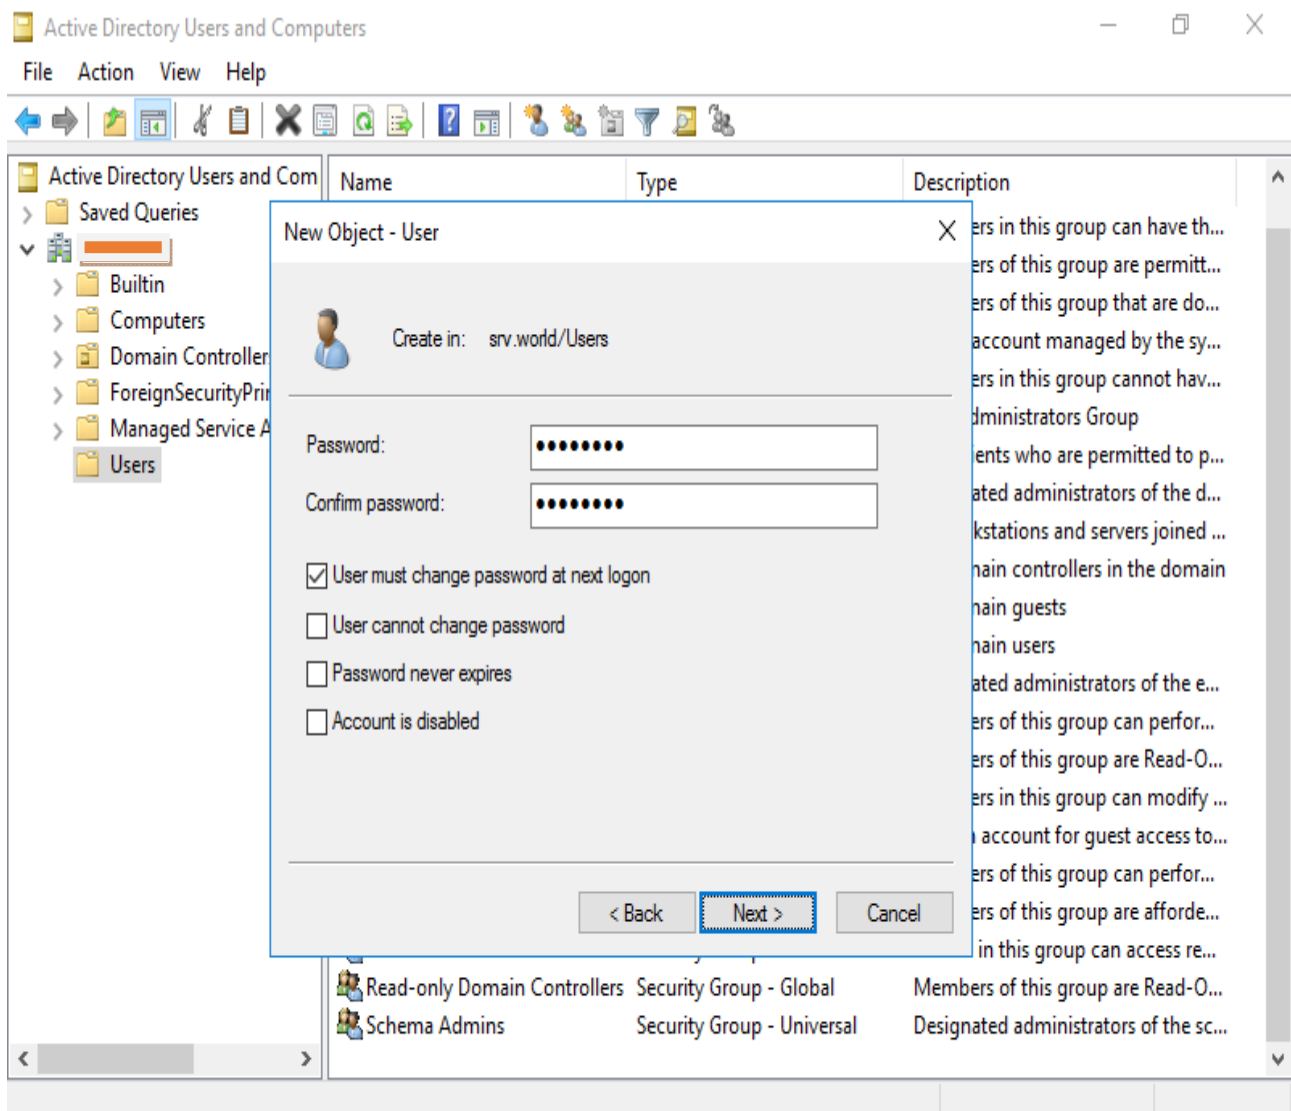 Active Directory Users and Computers
File Action View Help
Active Directory Users and Com
Name Type Description
Saved Queries
Builtin
Computers
Domain Controller
ForeignSecurityPri
Managed Service A
Users
New Object - User
Create in: srv.world/Users
Password:
Confirm password:
User must change password at next logon
User cannot change password
Password never expires
Account is disabled
< Back Next > Cancel
ers in this group can have th...
ers of this group are permitt...
ers of this group that are do...
account managed by the sy...
ers in this group cannot hav...
dministrators Group
ients who are permitted to p...
ated administrators of the d...
kstations and servers joined ...
main controllers in the domain
main guests
main users
ated administrators of the e...
ers of this group can perfor...
ers of this group are Read-O...
ers in this group can modify ...
account for guest access to...
ers of this group can perfor...
ers of this group are afforde...
in this group can access re...
Read-only Domain Controllers Security Group - Global Members of this group are Read-O...
Schema Admins Security Group - Universal Designated administrators of the sc...